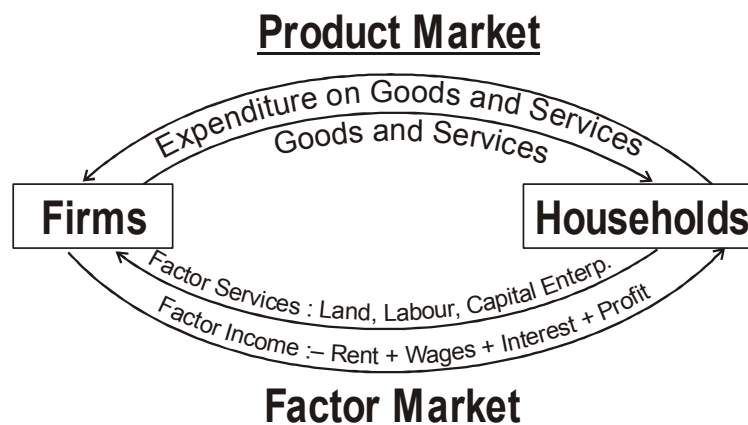 Product Market
Expenditure on Goods and Services
Goods and Services
Firms
Households
Factor Services : Land, Labour, Capital Enterp.
Factor Income :– Rent + Wages + Interest + Profit
Factor Market